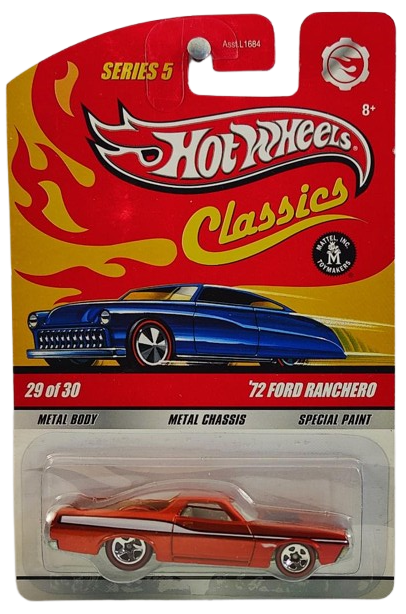 Asst.L1684
SERIES 5
8+
Hot Wheels®
Classics
MATTEL, INC.
M
TOYMAKERS
29 of 30
'72 FORD RANCHERO
METAL BODY METAL CHASSIS SPECIAL PAINT